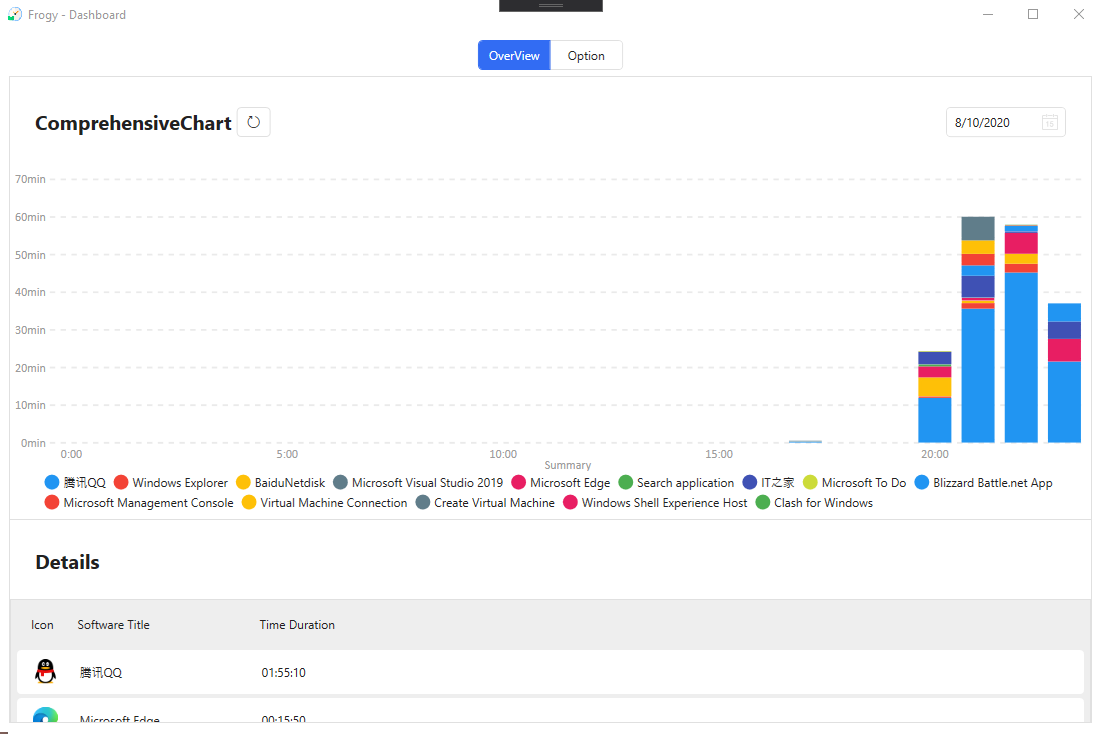 Frogy - Dashboard
OverView Option
ComprehensiveChart 8/10/2020
15
70min
60min
50min
40min
30min
20min
10min
0min
0:00 5:00 10:00 15:00 20:00
Summary
腾讯QQ Windows Explorer BaiduNetdisk Microsoft Visual Studio 2019 Microsoft Edge Search application IT之家 Microsoft To Do Blizzard Battle.net App
Microsoft Management Console Virtual Machine Connection Create Virtual Machine Windows Shell Experience Host Clash for Windows
Details
Icon Software Title Time Duration
腾讯QQ 01:55:10
Microsoft Edge 00:15:50